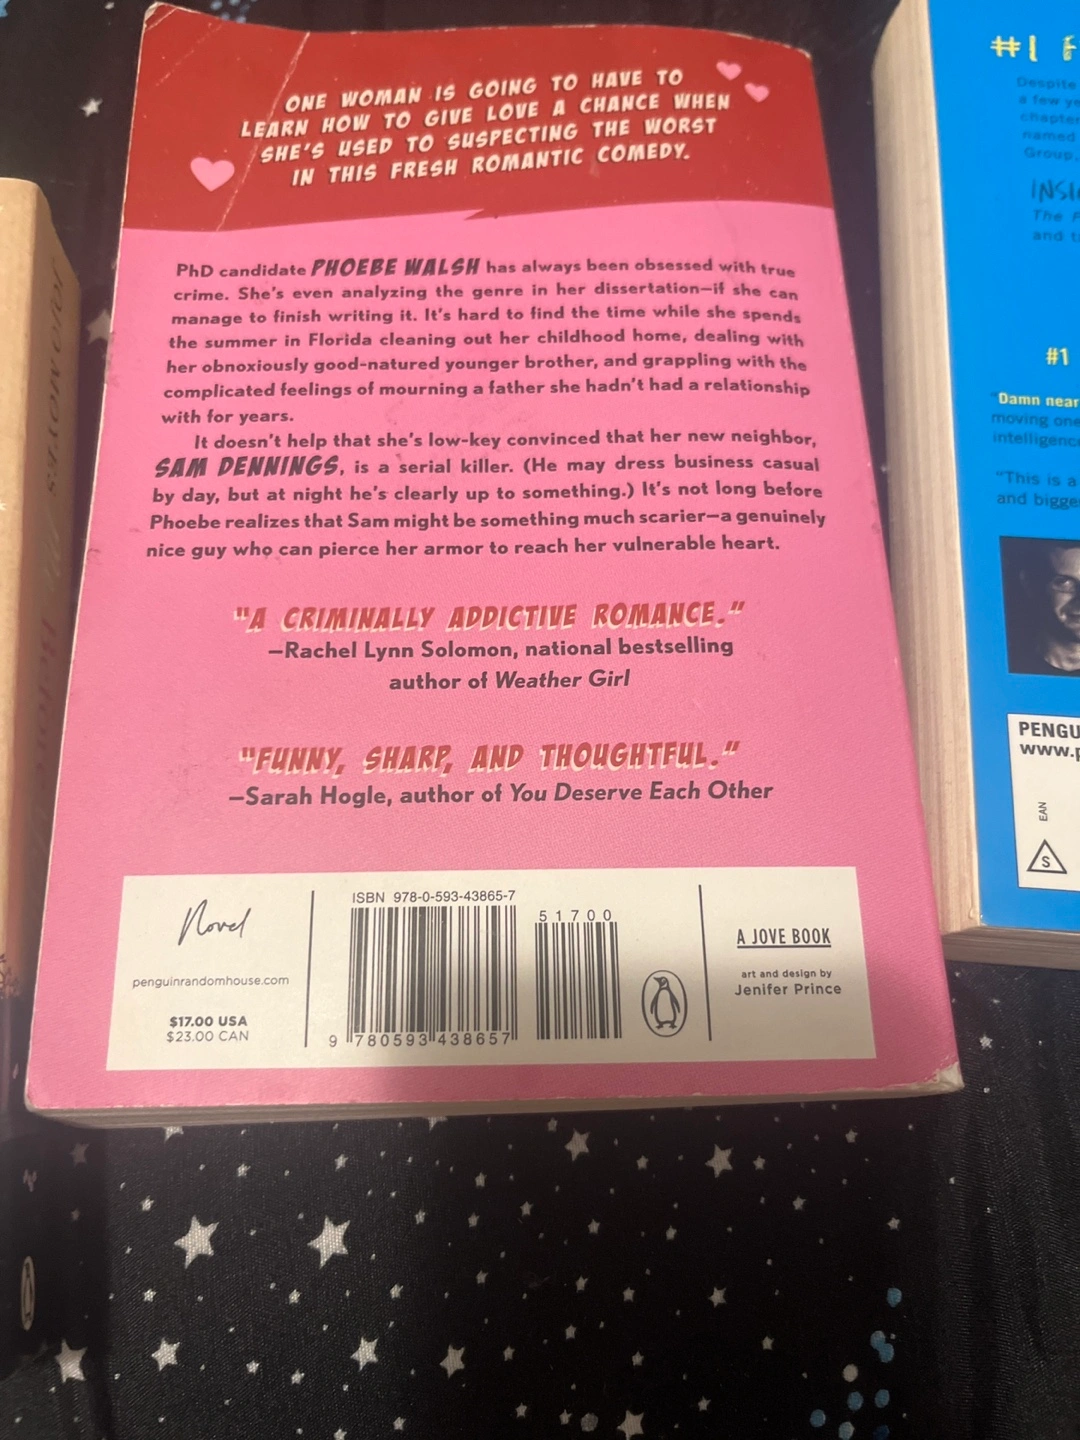 ONE WOMAN IS GOING TO HAVE TO
LEARN HOW TO GIVE LOVE A CHANCE WHEN
SHE'S USED TO SUSPECTING THE WORST
IN THIS FRESH ROMANTIC COMEDY.
PhD candidate PHOEBE WALSH has always been obsessed with true
crime. She's even analyzing the genre in her dissertation—if she can
manage to finish writing it. It's hard to find the time while she spends
the summer in Florida cleaning out her childhood home, dealing with
her obnoxiously good-natured younger brother, and grappling with the
complicated feelings of mourning a father she hadn't had a relationship
with for years.
It doesn't help that she's low-key convinced that her new neighbor,
SAM DENNINGS, is a serial killer. (He may dress business casual
by day, but at night he's clearly up to something.) It's not long before
Phoebe realizes that Sam might be something much scarier—a genuinely
nice guy who can pierce her armor to reach her vulnerable heart.
"A CRIMINALLY ADDICTIVE ROMANCE."
—Rachel Lynn Solomon, national bestselling
author of Weather Girl
"FUNNY, SHARP, AND THOUGHTFUL."
—Sarah Hogle, author of You Deserve Each Other
Novel
penguinrandomhouse.com
$17.00 USA
$23.00 CAN
ISBN 978-0-593-43865-7
51700
9 780593 438657
A JOVE BOOK
art and design by
Jenifer Prince
#1 F
Despite
a few ye
chapter
named
Group,
INSI
The F
and t
#1
"Damn near
moving one
intelligence
"This is a
and bigge
PENGU
www.p
EAN
S